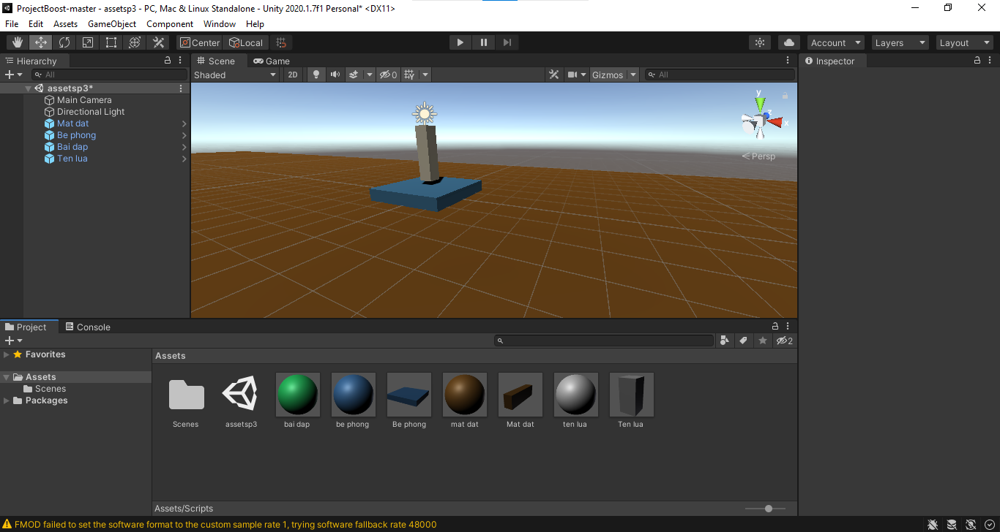 ProjectBoost-master - assetsp3 - PC, Mac & Linux Standalone - Unity 2020.1.7f1 Personal* <DX11>
File Edit Assets GameObject Component Window Help
Center Local Account Layers Layout
Hierarchy
All
assetsp3*
Main Camera
Directional Light
Mat dat
Be phong
Bai dap
Ten lua
Scene Game
Shaded 2D 0 Gizmos All
y
z
x
Persp
Inspector
Project Console
2
Favorites
Assets
Scenes
Packages
Assets
Scenes assetsp3 bai dap be phong Be phong mat dat Mat dat ten lua Ten lua
Assets/Scripts
FMOD failed to set the software format to the custom sample rate 1, trying software fallback rate 48000